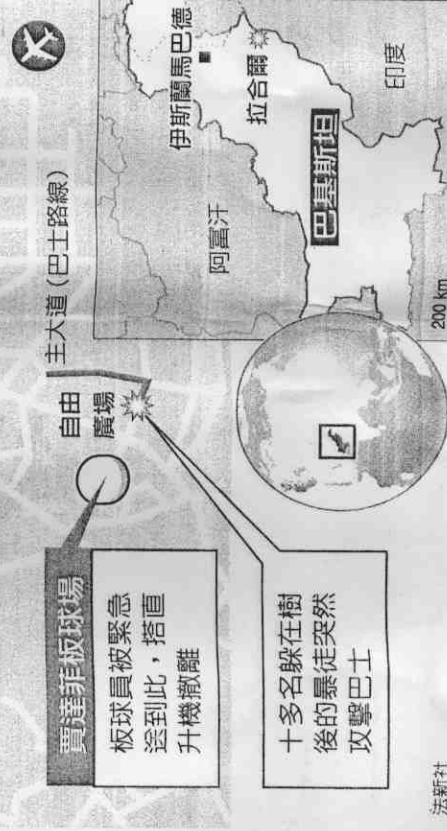 主大道(巴士路線)
自由
廣場
賈達菲板球場
板球員被緊急
送到此,搭直
升機撤離
十多名躲在樹
後的暴徒突然
攻擊巴士
伊斯蘭馬巴德
拉合爾
阿富汗
巴基斯坦
印度
200 km
法新社